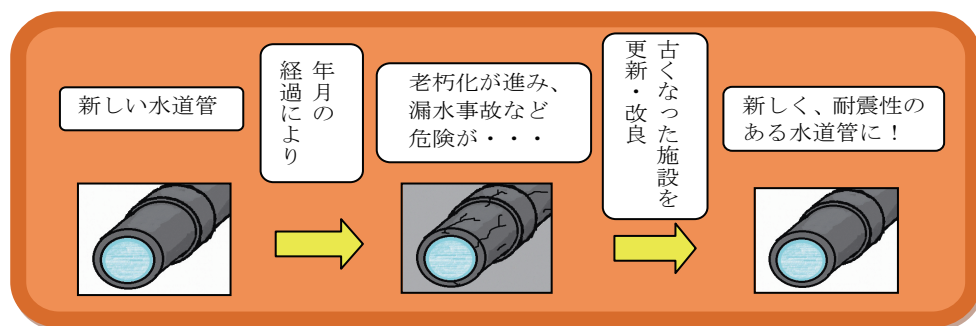 新しい水道管
年月の
経過により
老朽化が進み、
漏水事故など
危険が・・・
古くなった施設を
更新・改良
新しく、耐震性の
ある水道管に！